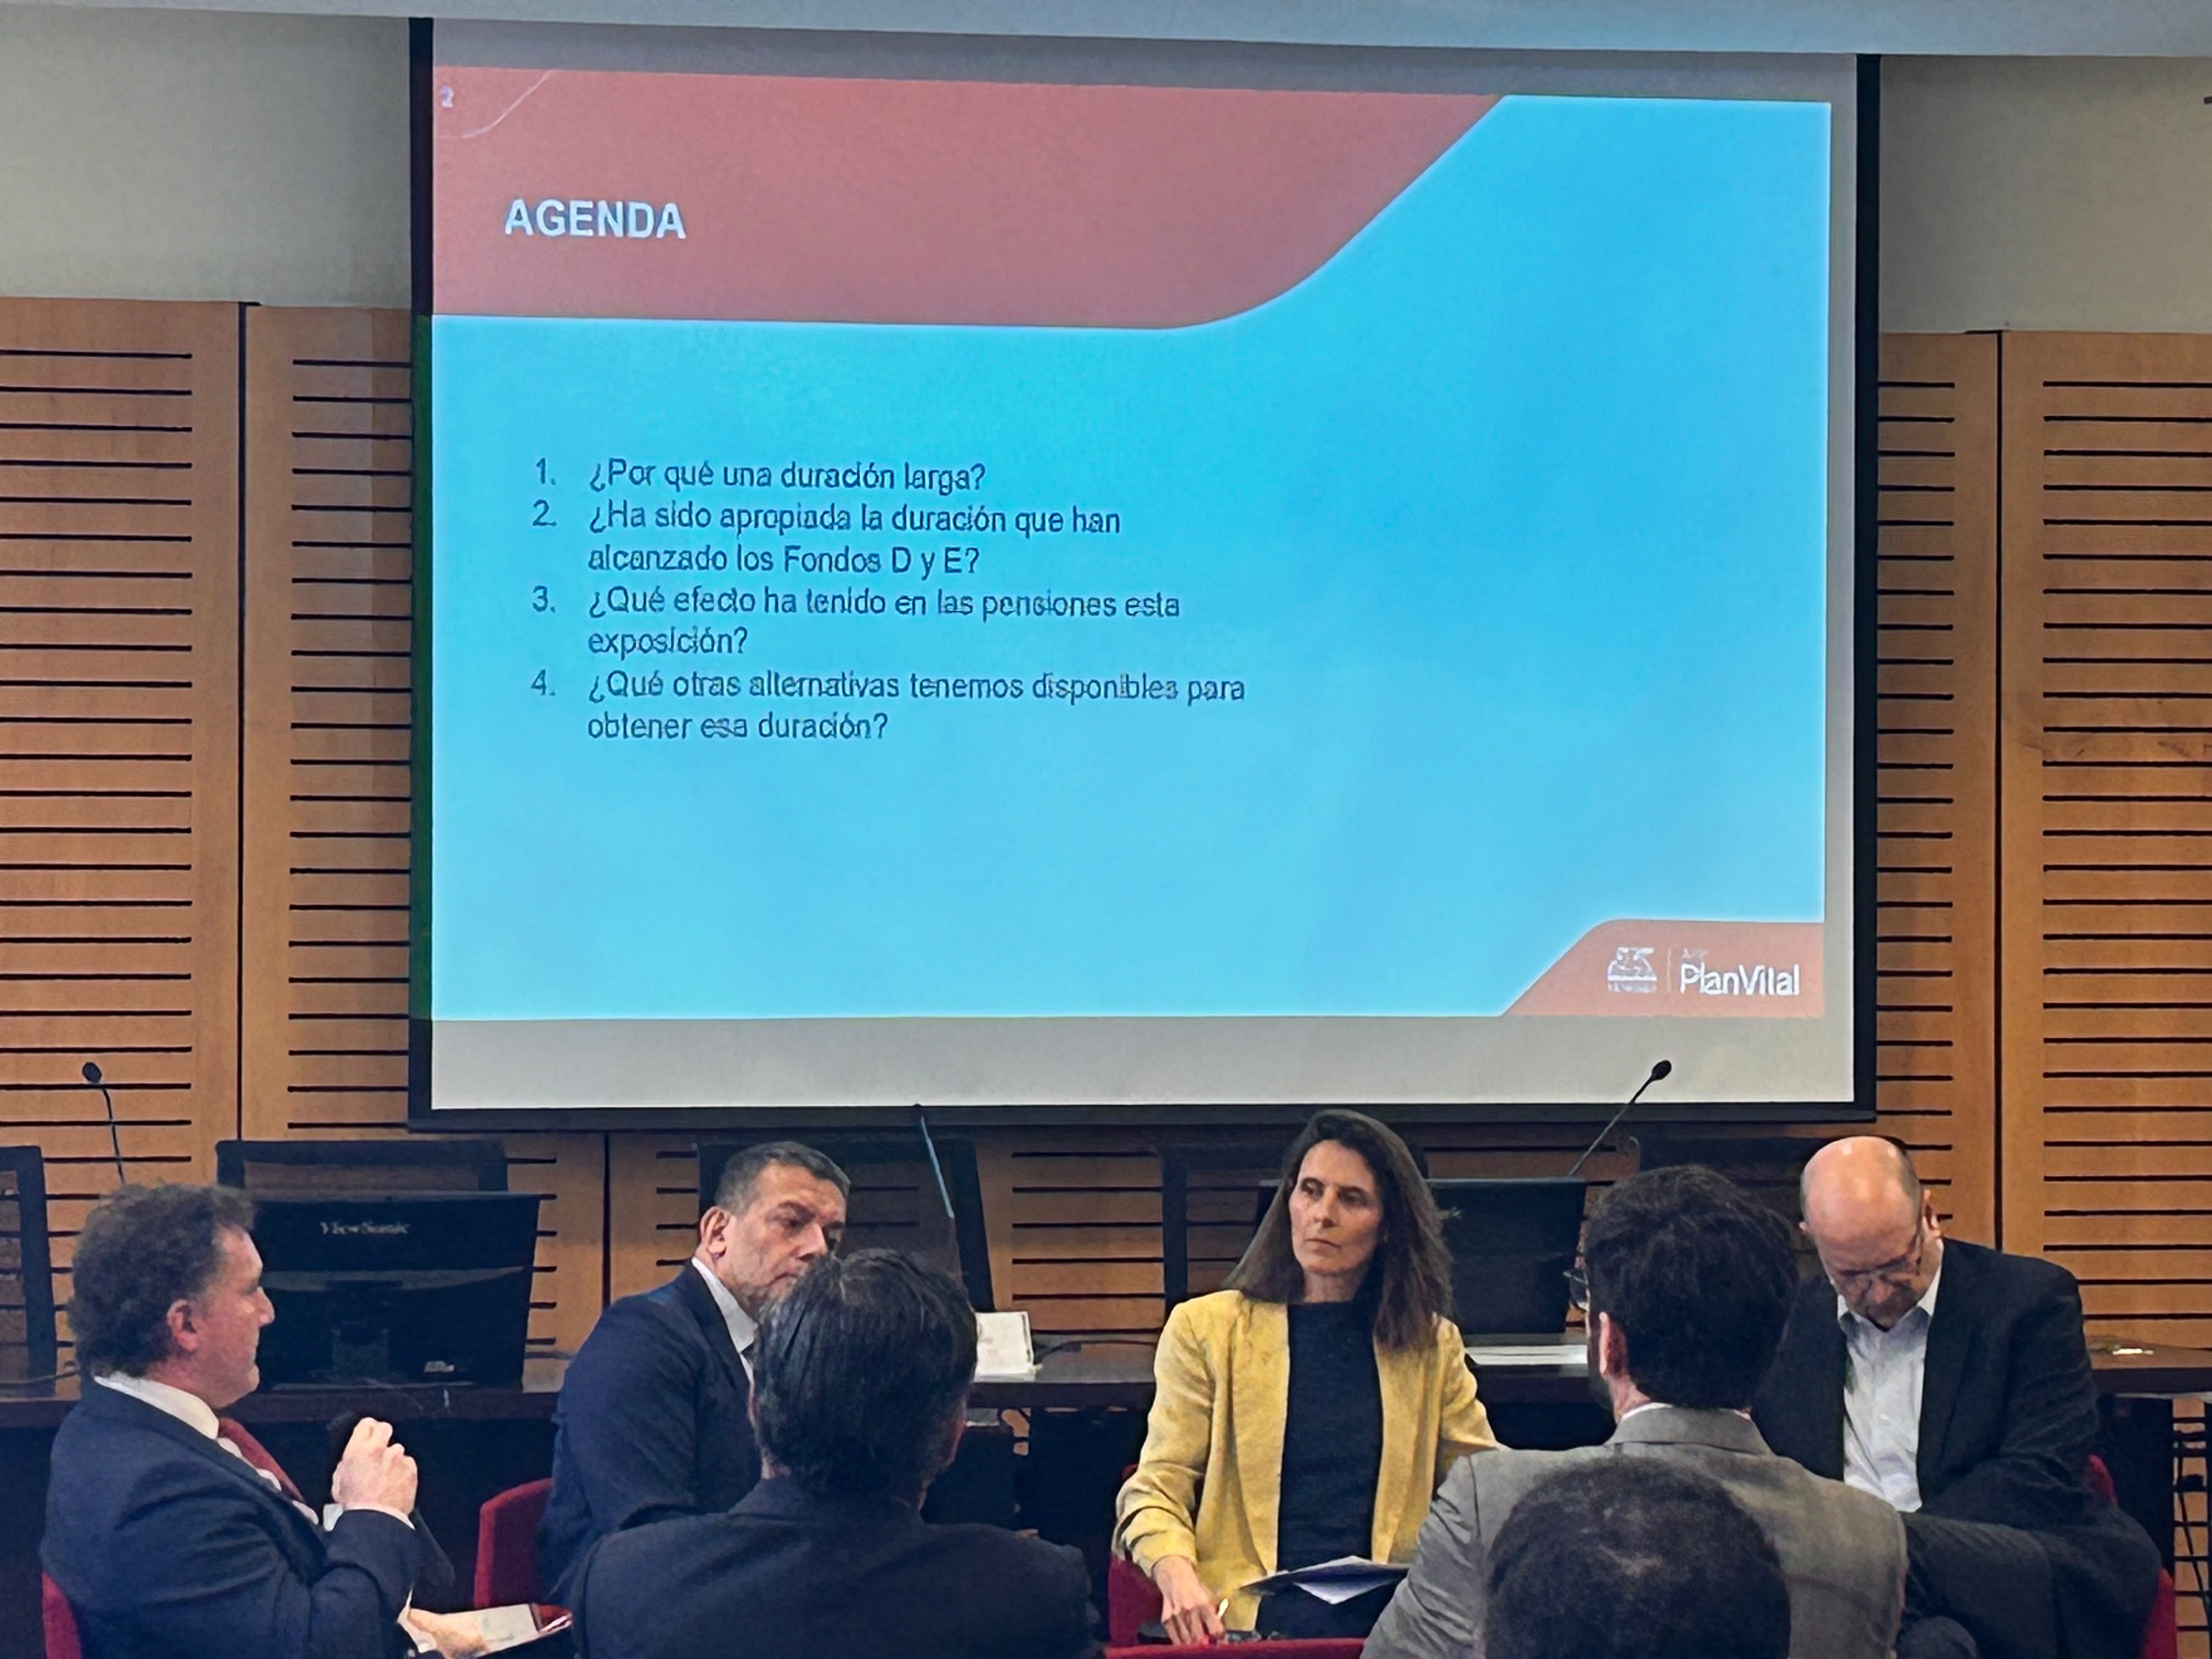 2
AGENDA
1. ¿Por qué una duración larga?
2. ¿Ha sido apropiada la duración que han
alcanzado los Fondos D y E?
3. ¿Qué efecto ha tenido en las pensiones esta
exposición?
4. ¿Qué otras alternativas tenemos disponibles para
obtener esa duración?
PlanVital
ViewSonic